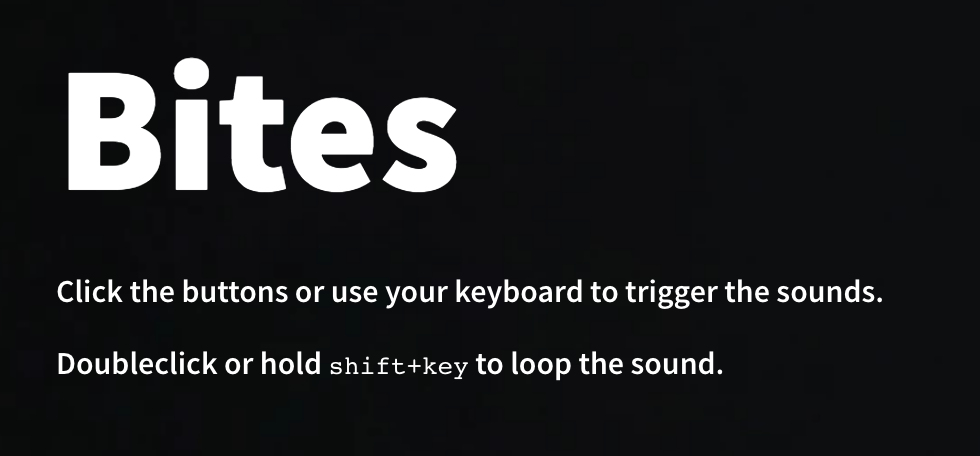 Bites
Click the buttons or use your keyboard to trigger the sounds.
Doubleclick or hold shift+key to loop the sound.